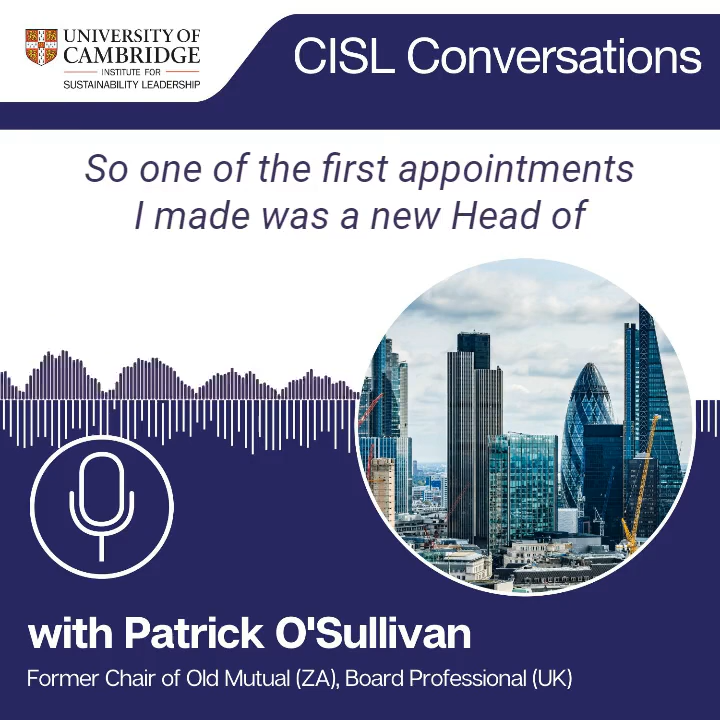 UNIVERSITY OF
CAMBRIDGE
INSTITUTE FOR
SUSTAINABILITY LEADERSHIP
CISL Conversations
So one of the first appointments
I made was a new Head of
with Patrick O'Sullivan
Former Chair of Old Mutual (ZA), Board Professional (UK)